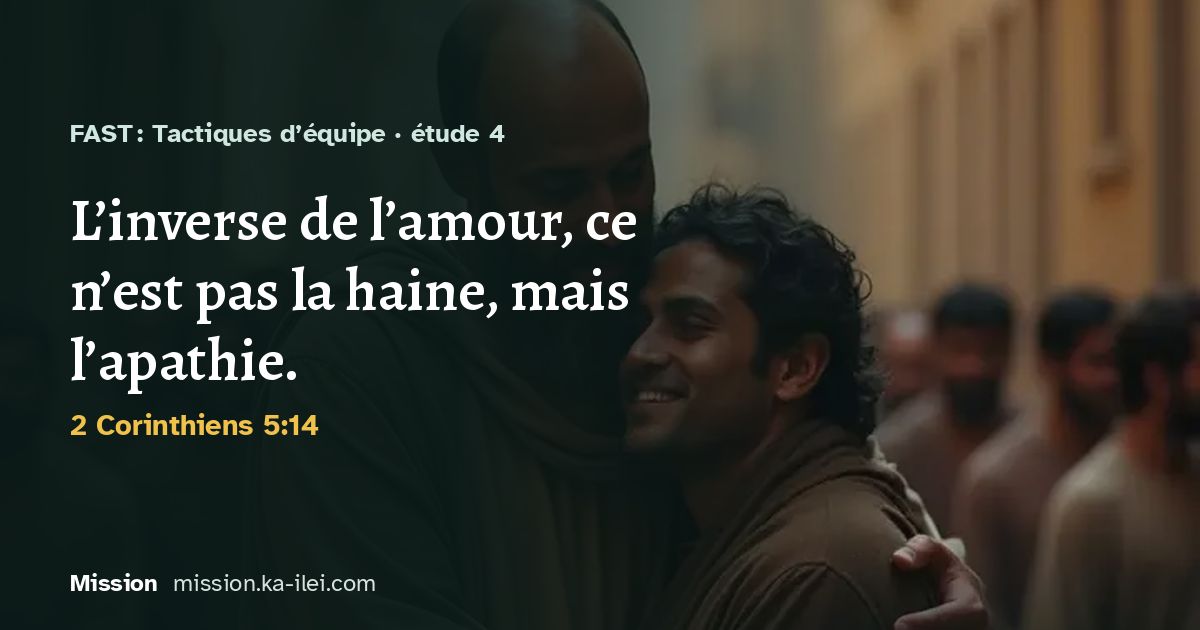 FAST : Tactiques d’équipe · étude 4
L’inverse de l’amour, ce
n’est pas la haine, mais
l’apathie.
2 Corinthiens 5:14
Mission mission.ka-ilei.com